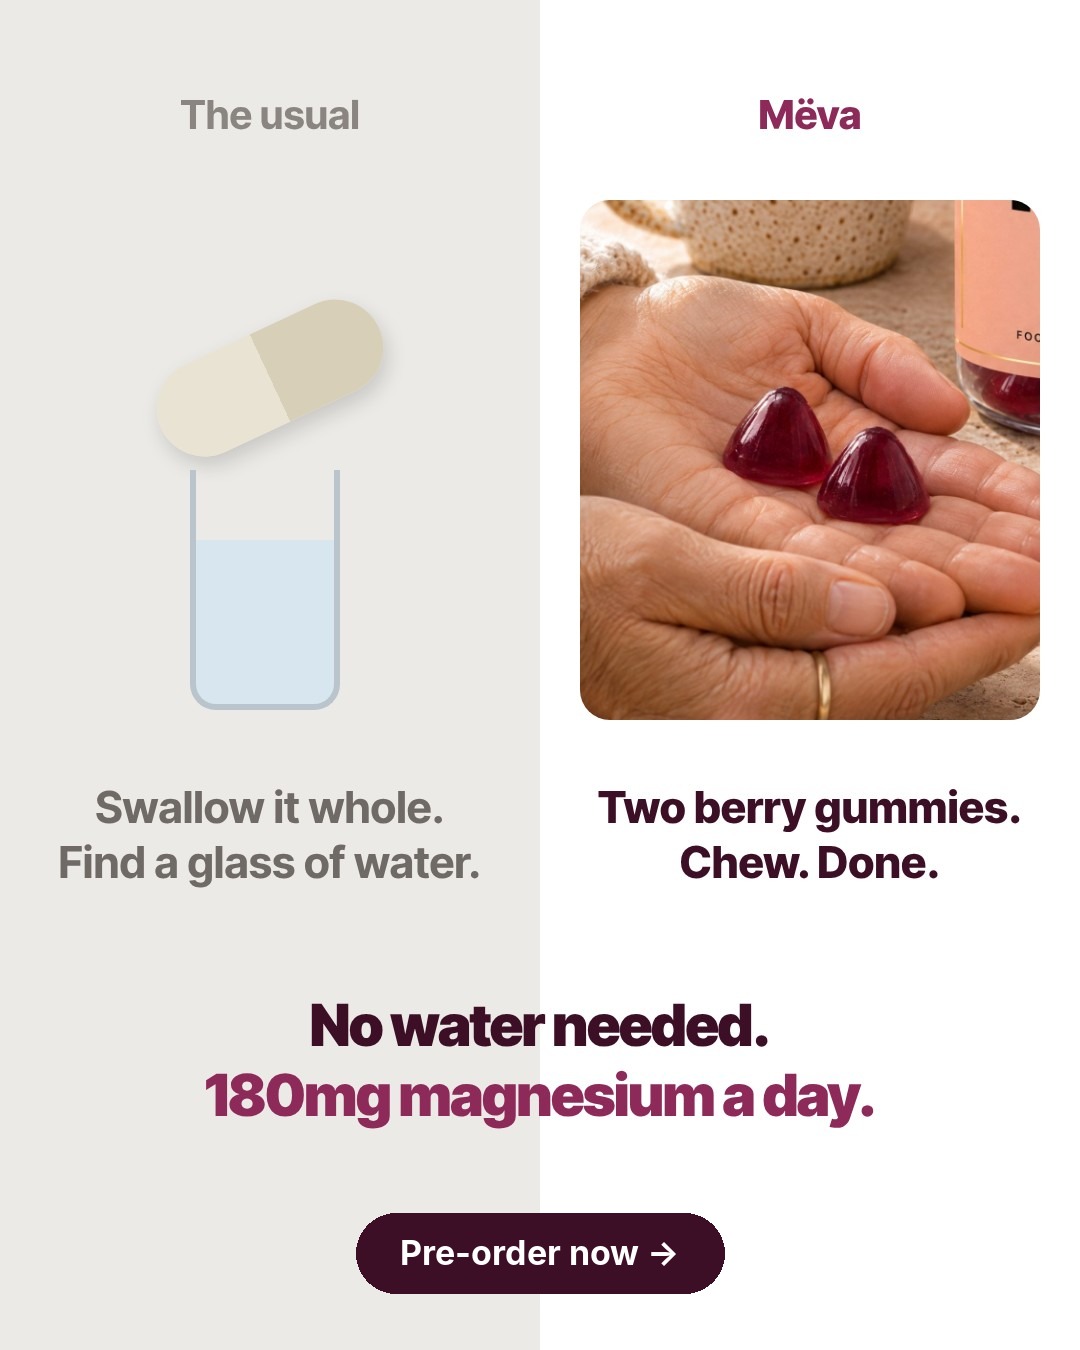 The usual
Mëva
Swallow it whole.
Find a glass of water.
Two berry gummies.
Chew. Done.
No water needed.
180mg magnesium a day.
Pre-order now →